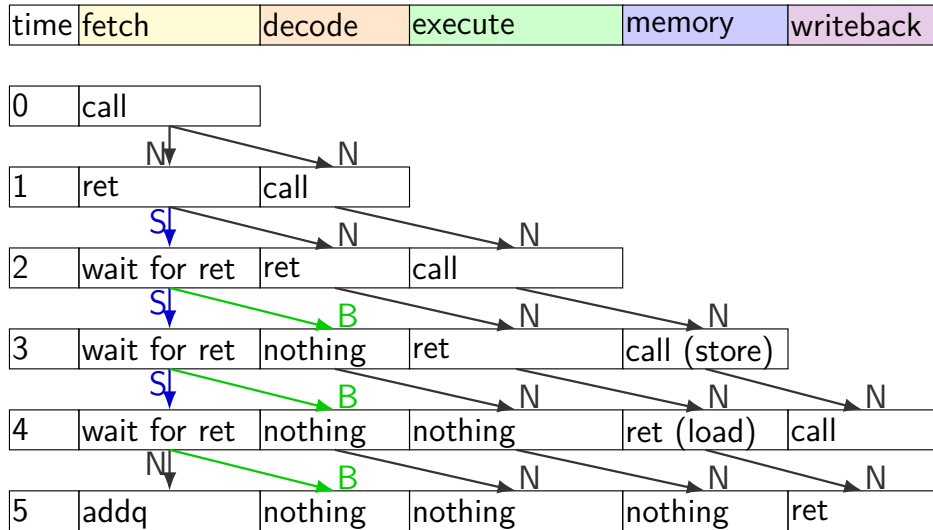 time fetch decode execute memory writeback
0 call
N N
1 ret call
S N N
2 wait for ret ret call
S B N N
3 wait for ret nothing ret call (store)
S B N N N
4 wait for ret nothing nothing ret (load) call
N B N N N
5 addq nothing nothing nothing ret